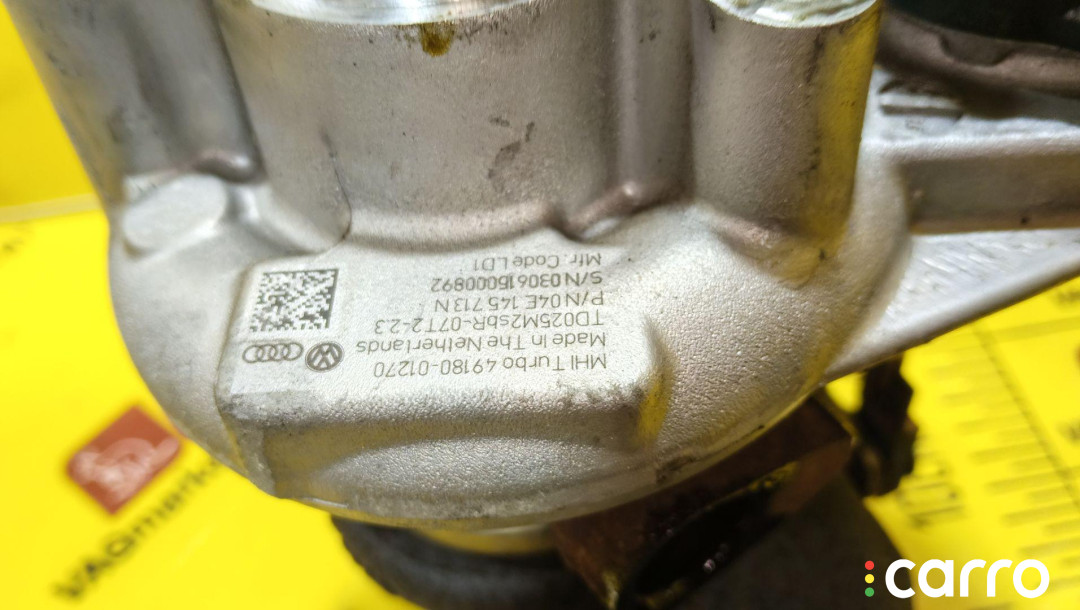 MHI Turbo 49180-01270
Made in The Netherlands
TD025M2sbR-07T2-2.3
P/N 04E 145 713 N
S/N 030615000892
Mfr. Code LD1
VAGmarke
carro